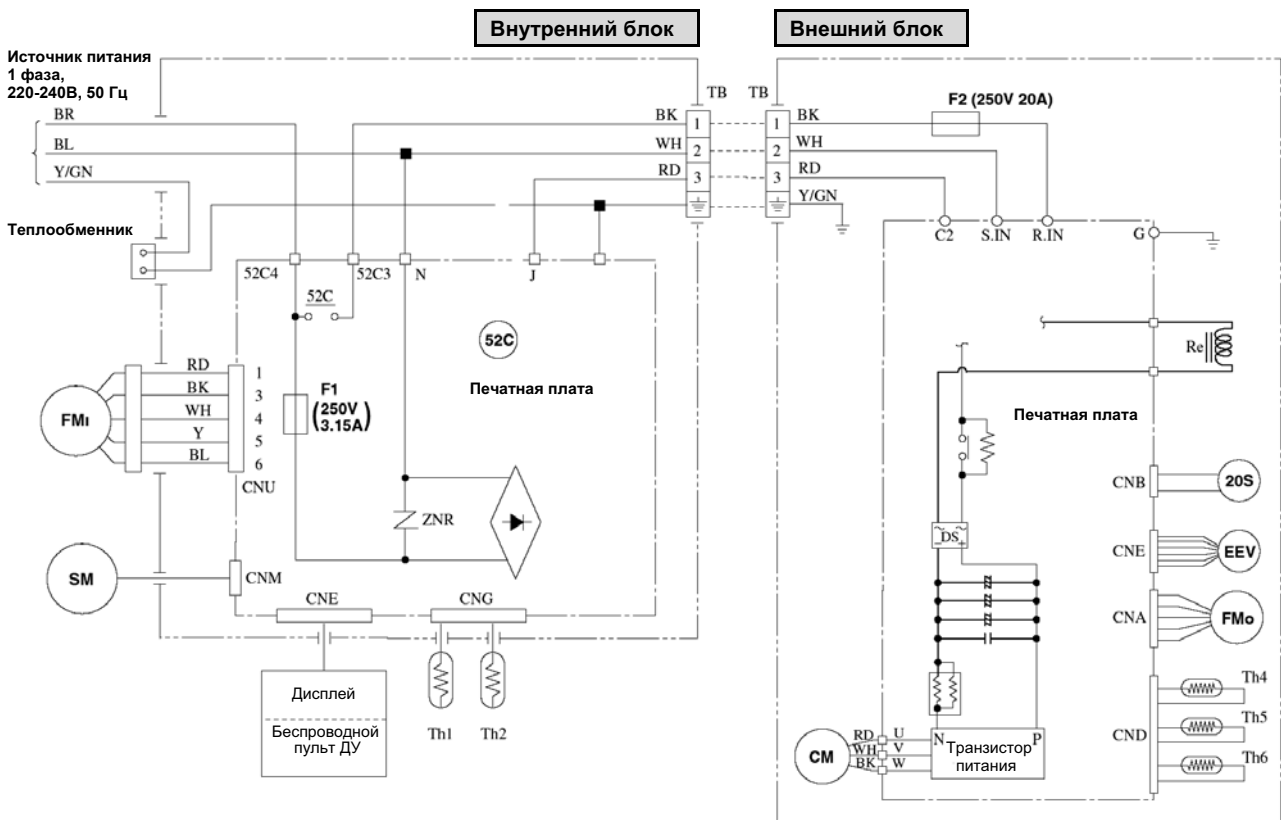 Внутренний блок
Внешний блок
Источник питания
1 фаза,
220-240В, 50 Гц
BR
BL
Y/GN
Теплообменник
BK
WH
RD
TB
TB
1
2
3
1
2
3
BK
WH
RD
Y/GN
F2 (250V 20A)
52C4
52C3
N
J
52C
52C
F1
(250V
3.15A)
Печатная плата
ZNR
FMI
RD
BK
WH
Y
BL
1
3
4
5
6
CNU
SM
CNM
CNE
CNG
Дисплей
Беспроводной
пульт ДУ
Th1
Th2
C2
S.IN
R.IN
G
Re
Печатная плата
DS
CNB
20S
CNE
EEV
CNA
FMo
CND
Th4
Th5
Th6
CM
RD
WH
BK
U
V
W
N
P
Транзистор
питания